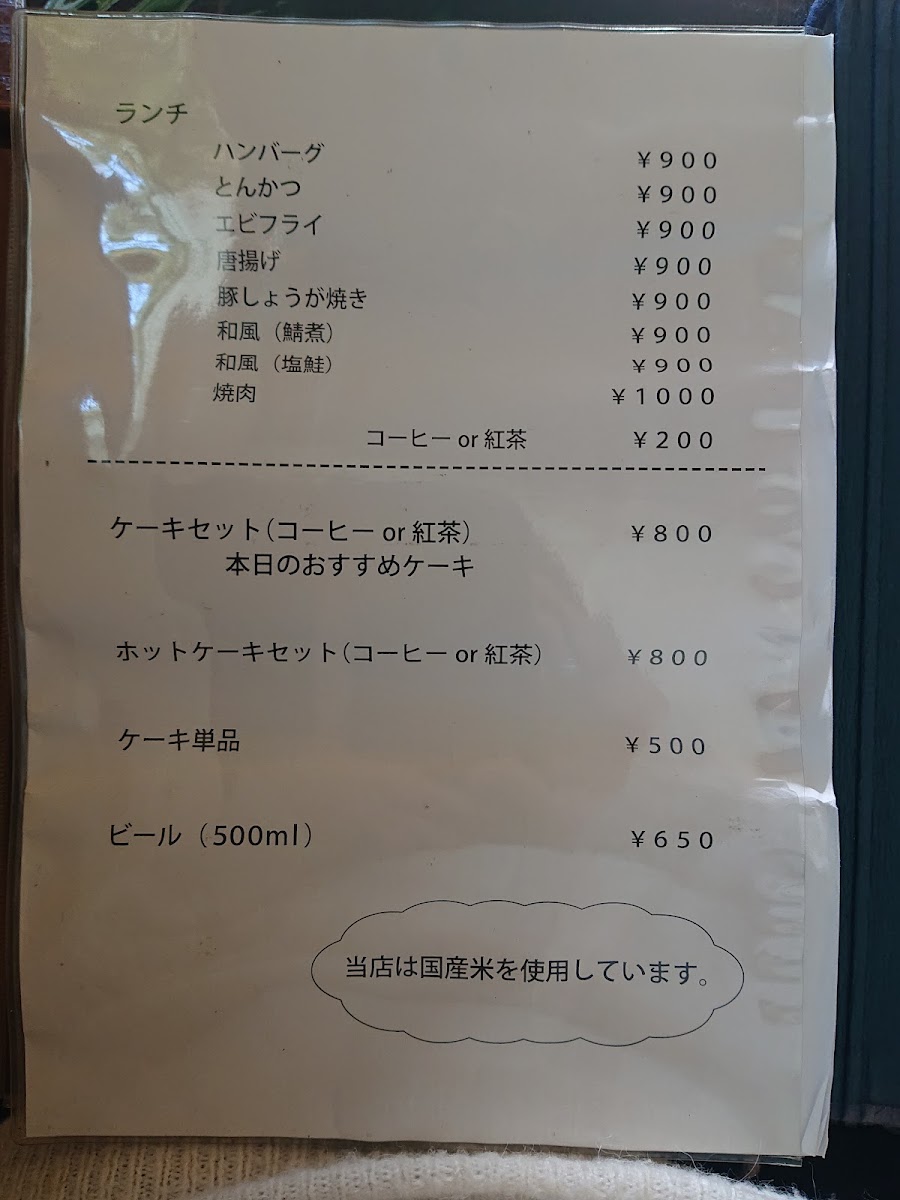 ランチ
ハンバーグ ￥900
とんかつ ￥900
エビフライ ￥900
唐揚げ ￥900
豚しょうが焼き ￥900
和風（鯖煮） ￥900
和風（塩鮭） ￥900
焼肉 ￥1000
コーヒー or 紅茶 ￥200
ケーキセット（コーヒー or 紅茶） ￥800
本日のおすすめケーキ
ホットケーキセット（コーヒー or 紅茶） ￥800
ケーキ単品 ￥500
ビール（500ml） ￥650
当店は国産米を使用しています。